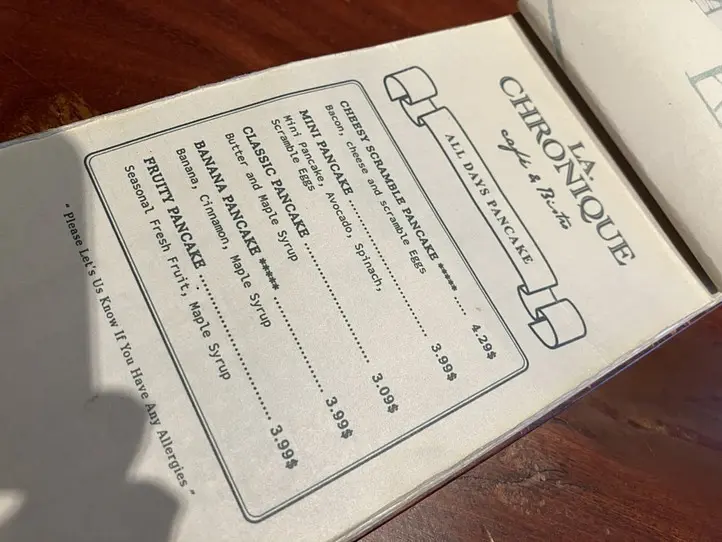 LA
CHRONIQUE
café & Bistro
ALL DAYS PANCAKE
CHEESY SCRAMBLE PANCAKE ***** ...... 4.29$
Bacon, cheese and scramble Eggs
MINI PANCAKE .............................. 3.99$
Mini Pancake, Avocado, Spinach,
Scramble Eggs
CLASSIC PANCAKE ........................ 3.09$
Butter and Maple Syrup
BANANA PANCAKE ***** .................. 3.99$
Banana, Cinnamon, Maple Syrup
FRUITY PANCAKE ........................ 3.99$
Seasonal Fresh Fruit, Maple Syrup
" Please Let's Us Know If You Have Any Allergies "